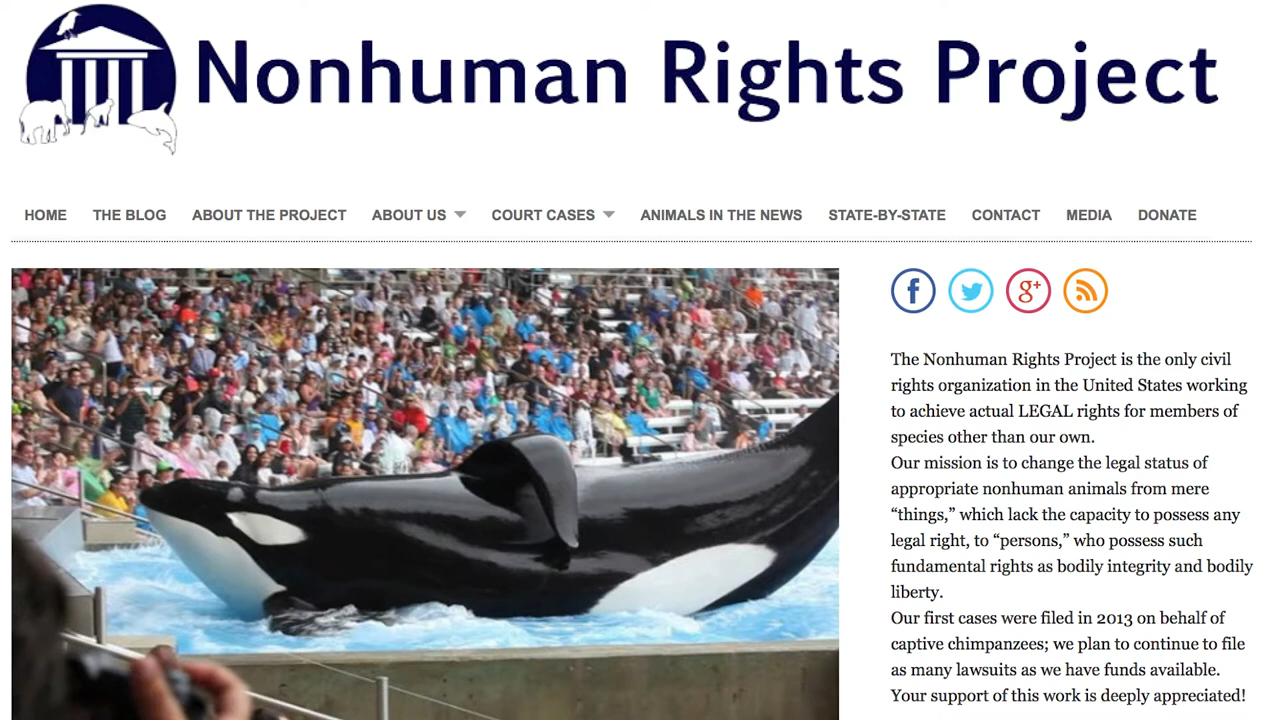 Nonhuman Rights Project
HOME THE BLOG ABOUT THE PROJECT ABOUT US COURT CASES ANIMALS IN THE NEWS STATE-BY-STATE CONTACT MEDIA DONATE
f g+
The Nonhuman Rights Project is the only civil
rights organization in the United States working
to achieve actual LEGAL rights for members of
species other than our own.
Our mission is to change the legal status of
appropriate nonhuman animals from mere
“things,” which lack the capacity to possess any
legal right, to “persons,” who possess such
fundamental rights as bodily integrity and bodily
liberty.
Our first cases were filed in 2013 on behalf of
captive chimpanzees; we plan to continue to file
as many lawsuits as we have funds available.
Your support of this work is deeply appreciated!